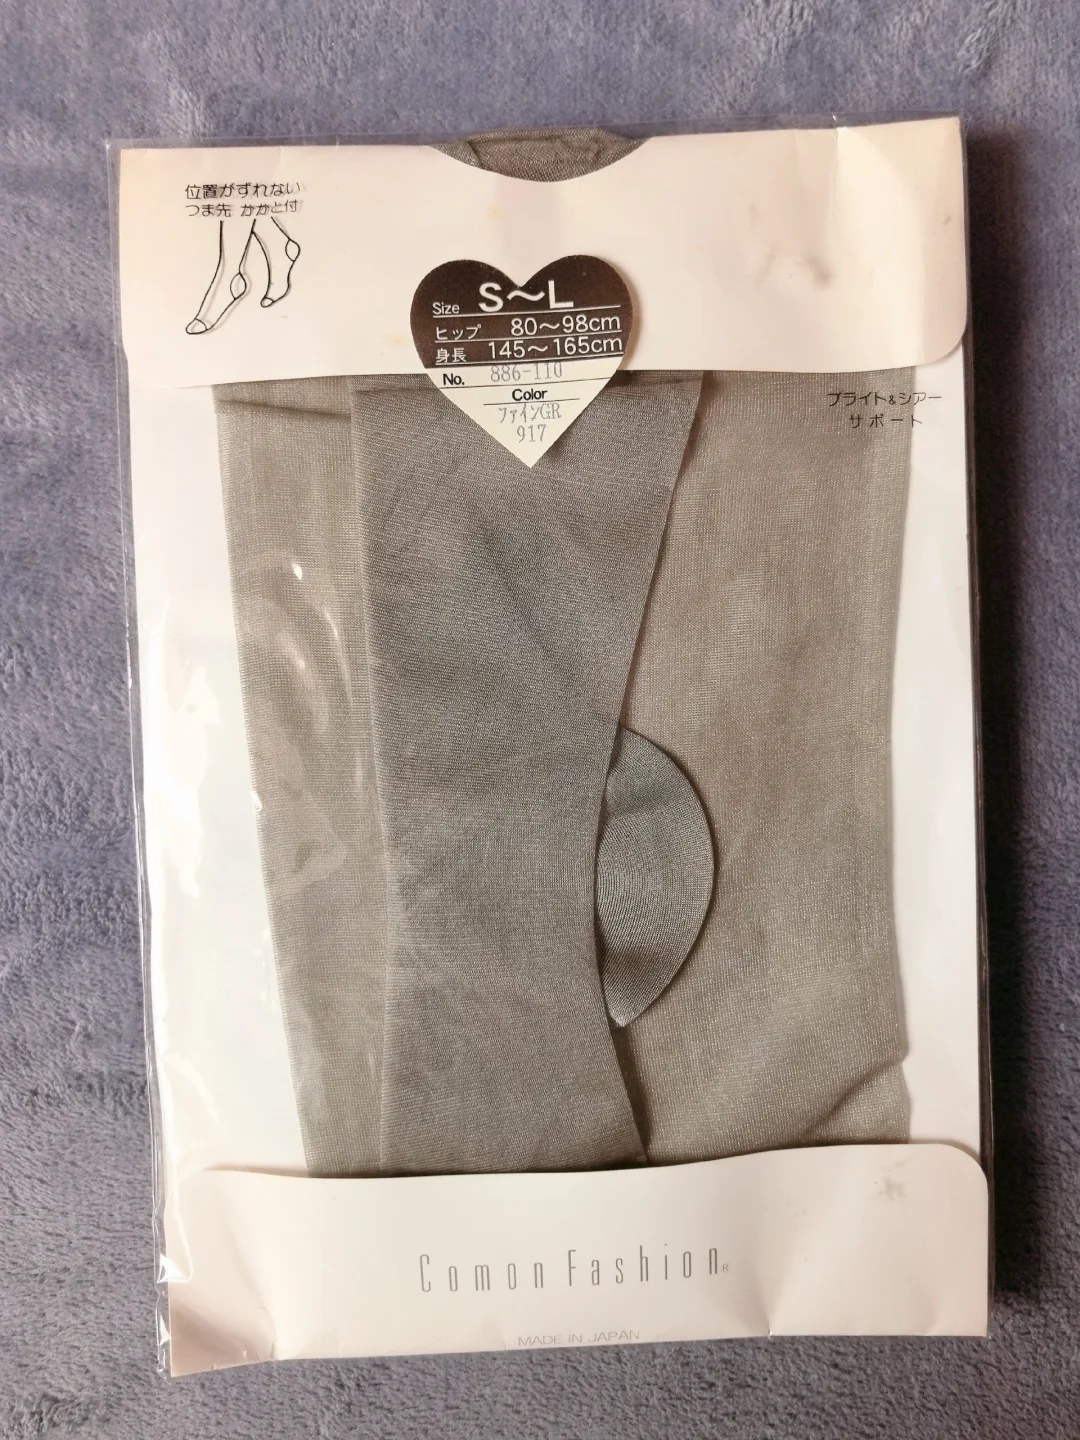 位置がずれない
つま先 かかと付
Size S～L
ヒップ 80～98cm
身長 145～165cm
No. 886-110
Color
ファインGR
917
ブライト&シアー
サポート
Comon Fashion®
MADE IN JAPAN